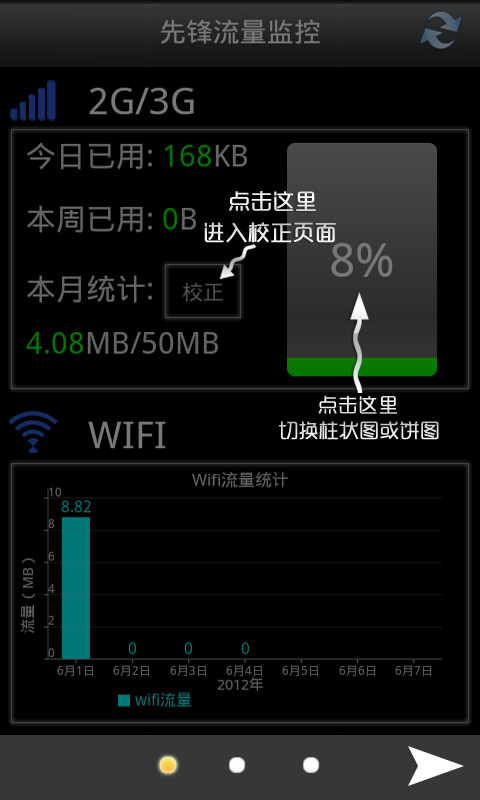 先锋流量监控
2G/3G
今日已用: 168KB
本周已用: 0B
点击这里
进入校正页面
8%
本月统计:
校正
4.08MB/50MB
点击这里
切换柱状图或饼图
WIFI
Wifi流量统计
流量（MB）
10
8
6
4
2
0
8.82
0
0
0
6月1日
6月2日
6月3日
6月4日
6月5日
6月6日
6月7日
2012年
wifi流量